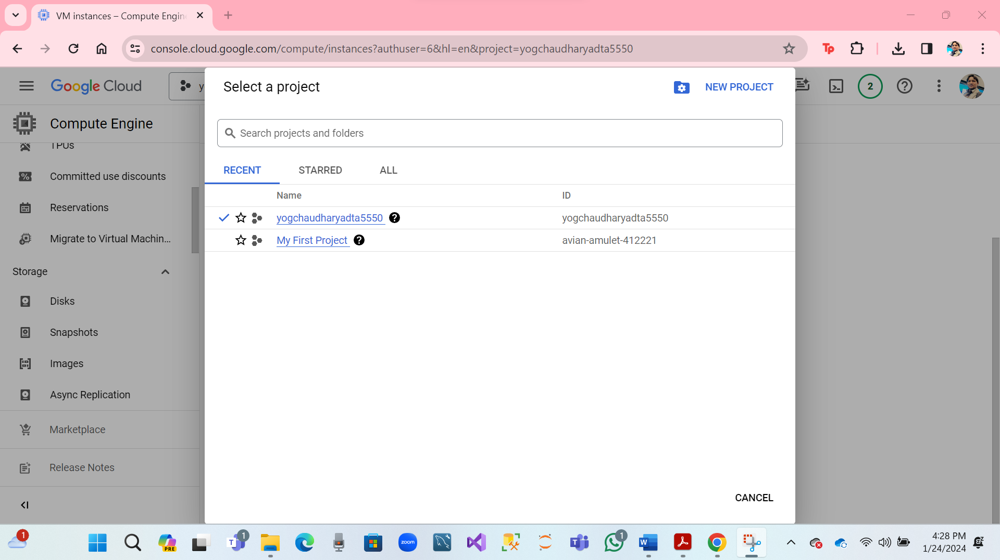 VM instances – Compute Engin
console.cloud.google.com/compute/instances?authuser=6&hl=en&project=yogchaudharyadta5550
Tp
Google Cloud
y
Select a project
NEW PROJECT
2
Compute Engine
Search projects and folders
TPUs
Committed use discounts
Reservations
Migrate to Virtual Machin...
Storage
Disks
Snapshots
Images
Async Replication
Marketplace
Release Notes
RECENT STARRED ALL
Name ID
yogchaudharyadta5550 yogchaudharyadta5550
My First Project avian-amulet-412221
CANCEL
1
PRE
T 1
zoom
T
1
W
4:28 PM
1/24/2024